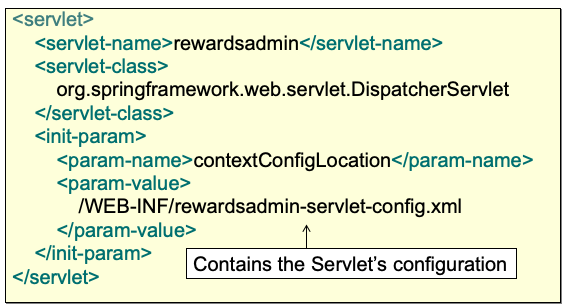 <servlet>
<servlet-name>rewardsadmin</servlet-name>
<servlet-class>
org.springframework.web.servlet.DispatcherServlet
</servlet-class>
<init-param>
<param-name>contextConfigLocation</param-name>
<param-value>
/WEB-INF/rewardsadmin-servlet-config.xml
</param-value>
</init-param>
Contains the Servlet's configuration
</servlet>